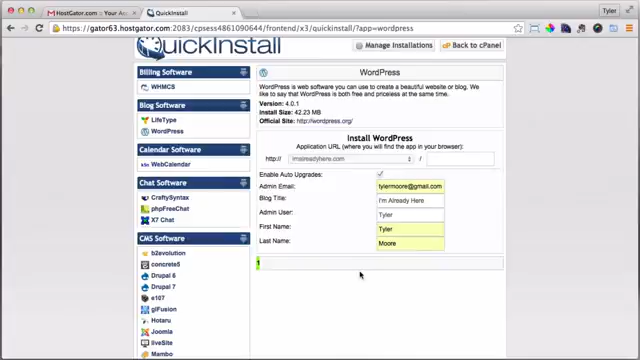 HostGator.com :: Your Acc
QuickInstall
Tyler
https://gator63.hostgator.com:2083/cpsess4861090144/frontend/x3/quickinstall/?app=wordpress
QuickInstall
Manage Installations
Back to cPanel
Billing Software
WHMCS
Blog Software
LifeType
WordPress
Calendar Software
WebCalendar
Chat Software
CraftySyntax
phpFreeChat
X7 Chat
CMS Software
b2evolution
concrete5
Drupal 6
Drupal 7
e107
glFusion
Hotaru
Joomla
liveSite
Mambo
WordPress
WordPress is web software you can use to create a beautiful website or blog. We
like to say that WordPress is both free and priceless at the same time.
Version: 4.0.1
Install Size: 42.23 MB
Official Site: http://wordpress.org/
Install WordPress
Application URL (where you will find the app in your browser):
http:// imalreadyhere.com /
Enable Auto Upgrades:
Admin Email: tylermoore@gmail.com
Blog Title: I'm Already Here
Admin User: Tyler
First Name: Tyler
Last Name: Moore
1